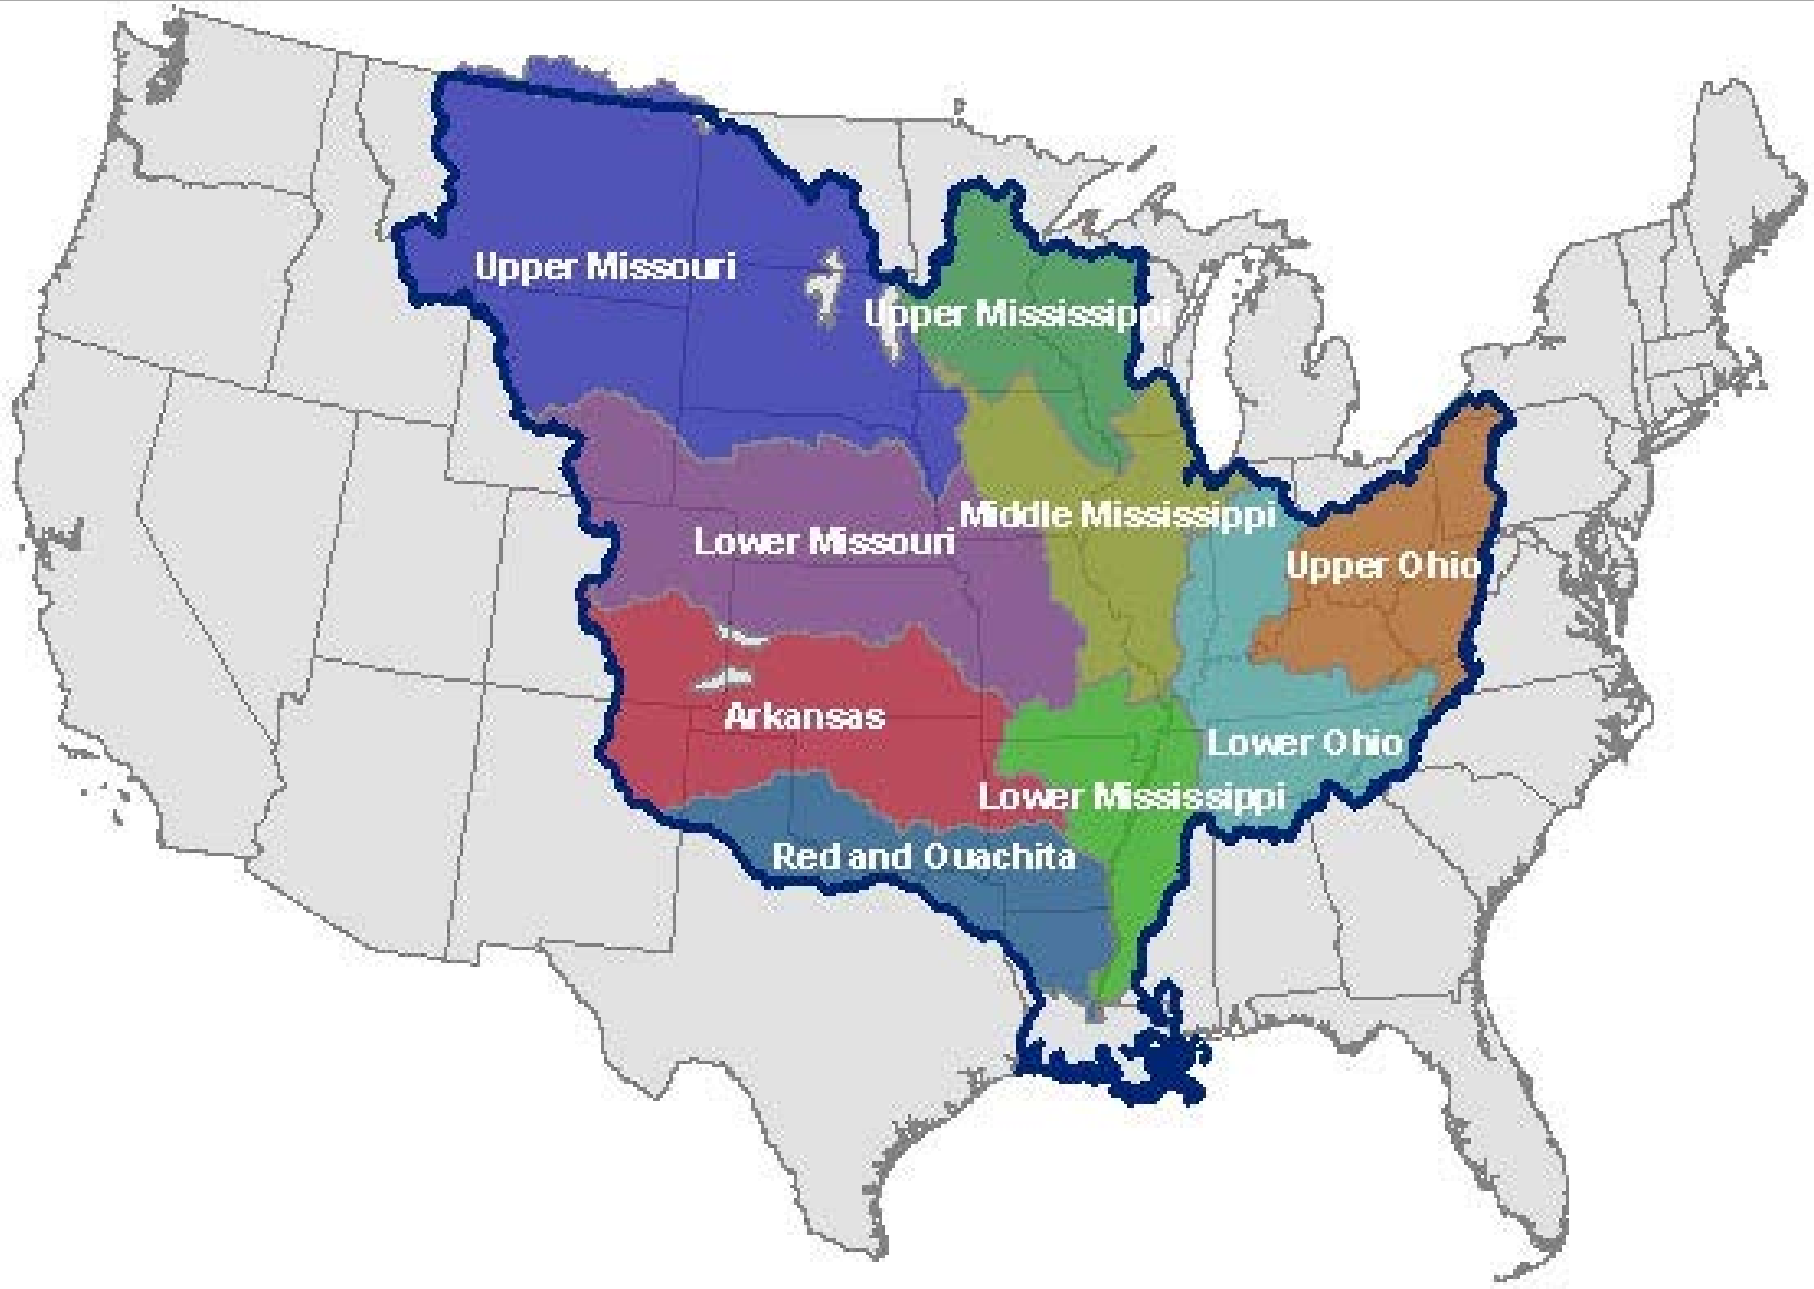 Upper Missouri
Upper Mississippi
Middle Mississippi
Lower Missouri
Upper Ohio
Arkansas
Lower Ohio
Lower Mississippi
Red and Ouachita